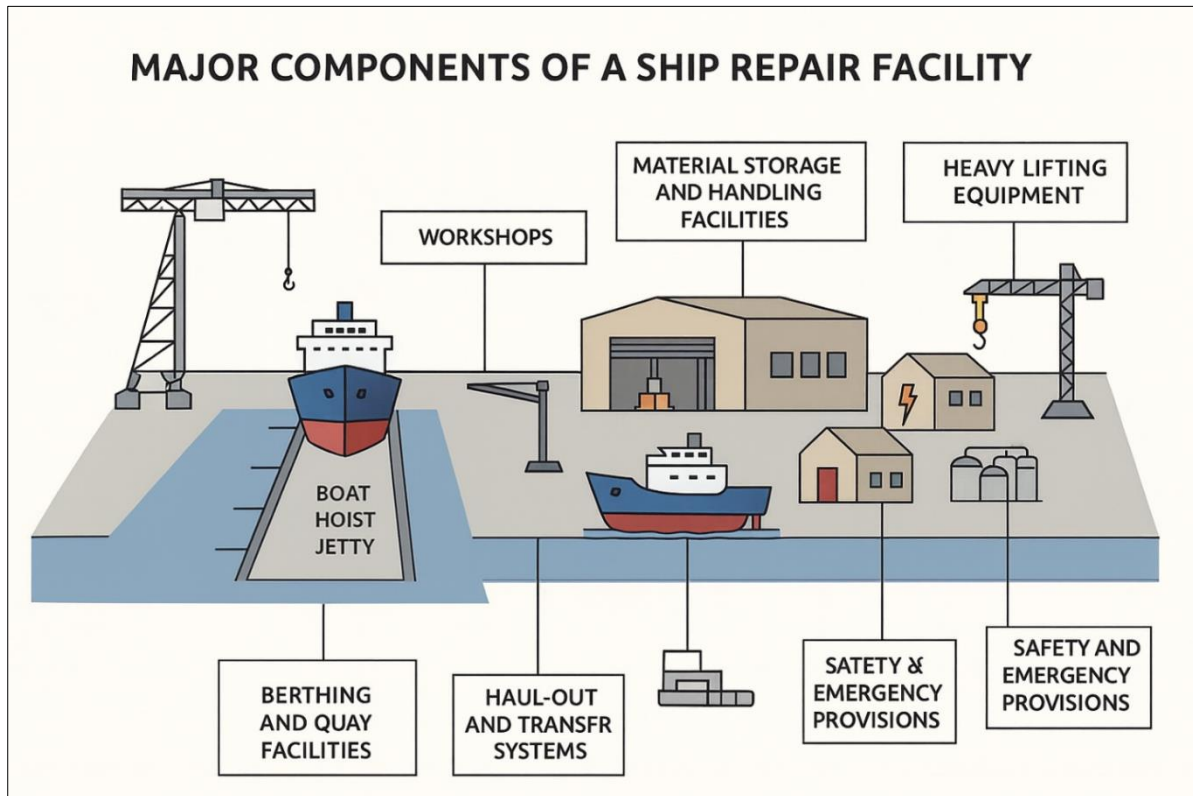 MAJOR COMPONENTS OF A SHIP REPAIR FACILITY
MATERIAL STORAGE
AND HANDLING
FACILITIES
HEAVY LIFTING
EQUIPMENT
WORKSHOPS
BOAT
HOIST
JETTY
BERTHING
AND QUAY
FACILITIES
HAUL-OUT
AND TRANSFR
SYSTEMS
SATETY &
EMERGENCY
PROVISIONS
SAFETY AND
EMERGENCY
PROVISIONS